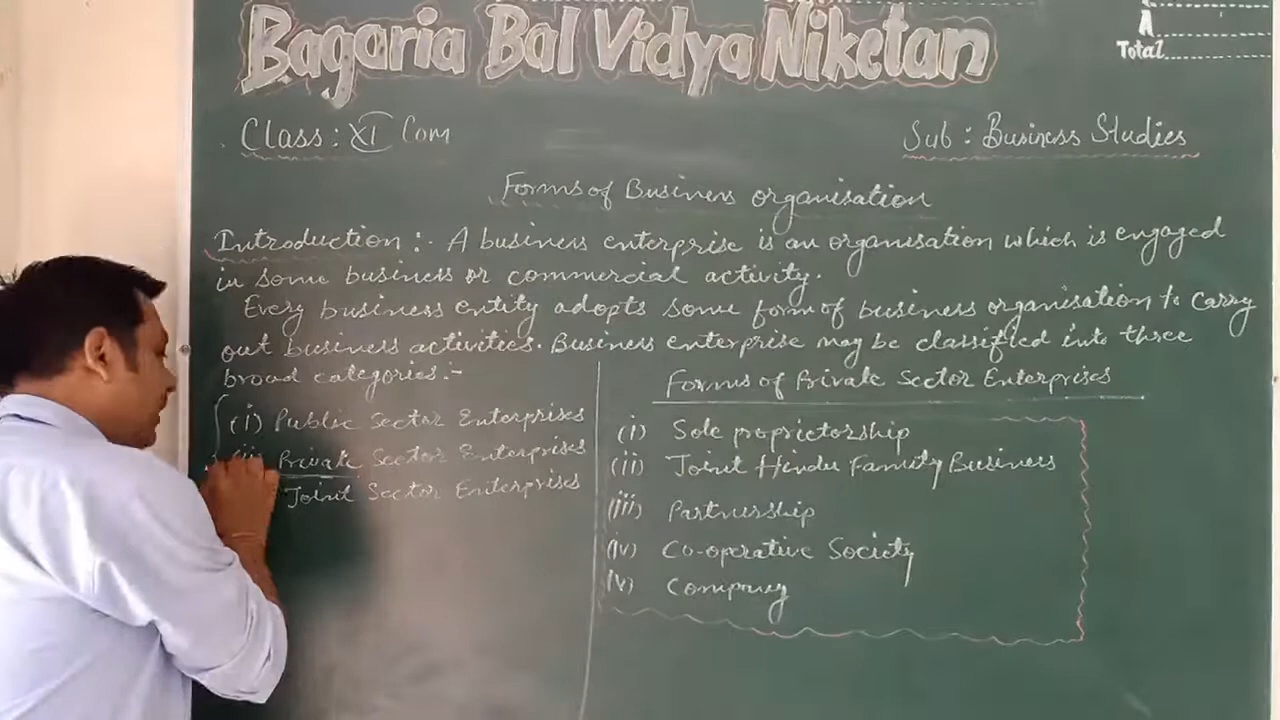 Bagaria Bal Vidya Niketan
A
Total
Class : XI Com
Sub : Business Studies
Forms of Business organisation
Introduction :- A business enterprise is an organisation which is engaged
in some business or commercial activity.
Every business entity adopts some form of business organisation to carry
out business activities. Business enterprise may be classified into three
broad categories :-
(i) Public Sector Enterprises
(ii) Private Sector Enterprises
Joint Sector Enterprises
Forms of Private Sector Enterprises
(i) Sole proprietorship
(ii) Joint Hindu Family Business
(iii) Partnership
(iv) Co-operative Society
(v) Company